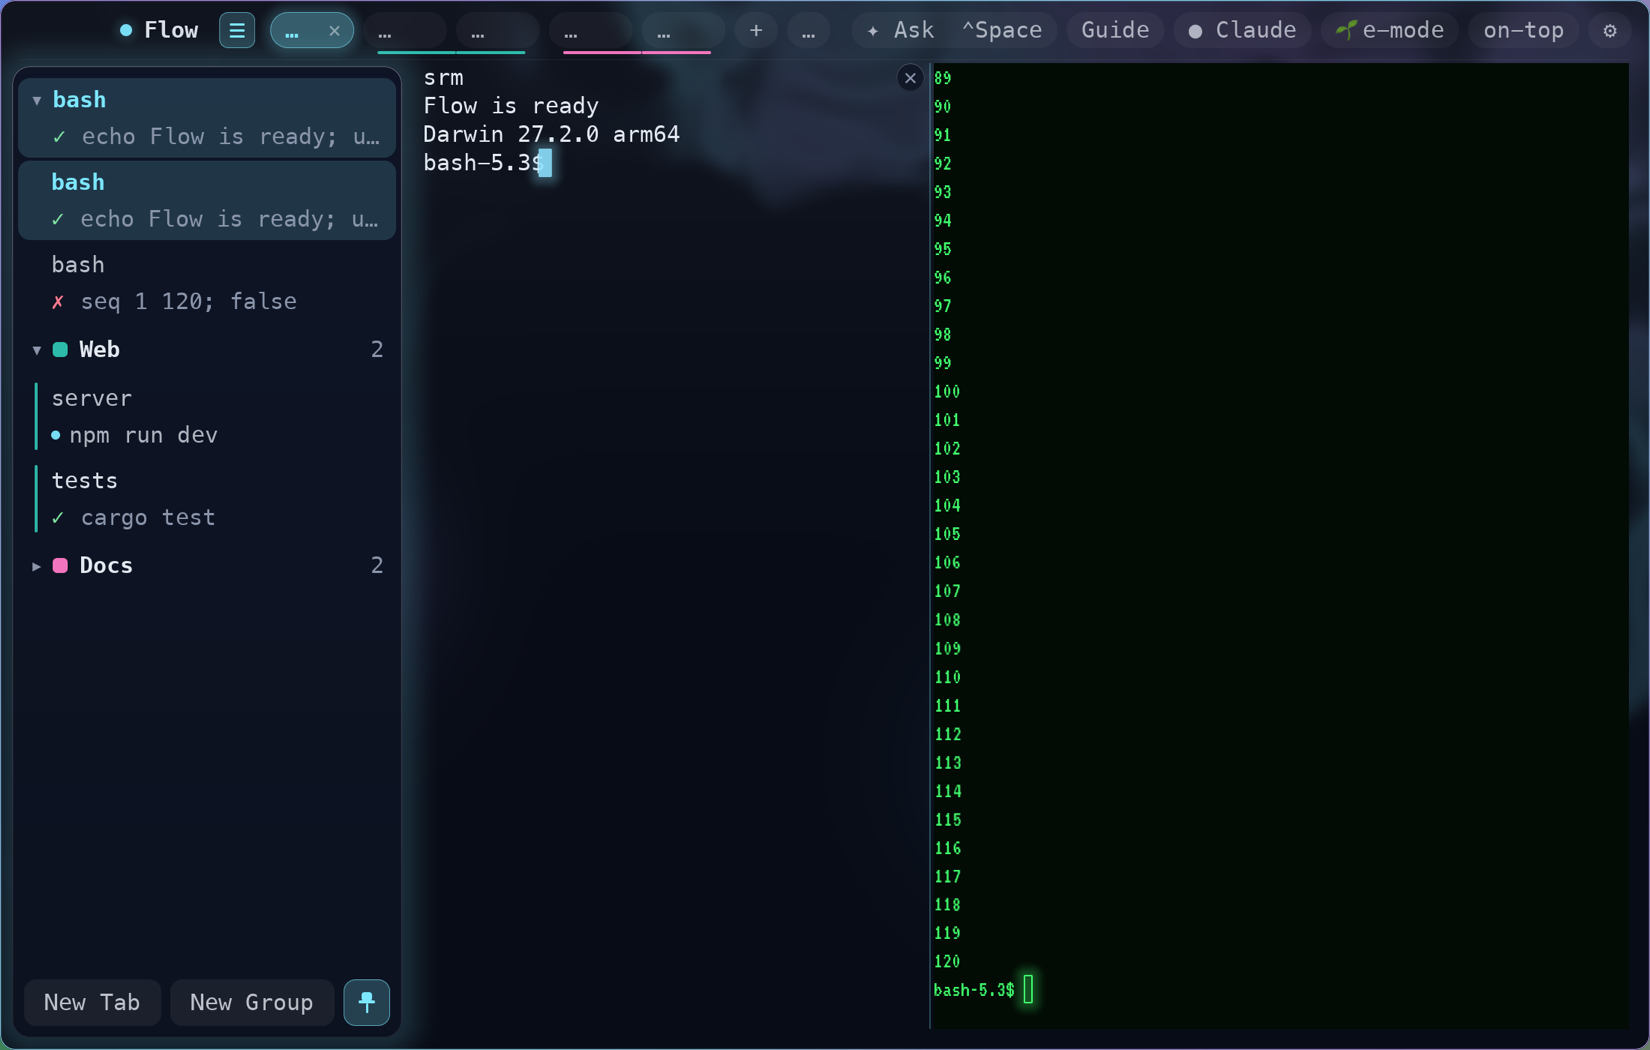 Flow ☰ … × … … … … + … ✦ Ask ^Space Guide ● Claude 🌱e-mode on-top ⚙
▾ bash
✓ echo Flow is ready; u…
bash
✓ echo Flow is ready; u…
bash
✗ seq 1 120; false
▾ Web 2
server
npm run dev
tests
✓ cargo test
▸ Docs 2
New Tab New Group
srm
Flow is ready
Darwin 27.2.0 arm64
bash-5.3$
×
89
90
91
92
93
94
95
96
97
98
99
100
101
102
103
104
105
106
107
108
109
110
111
112
113
114
115
116
117
118
119
120
bash-5.3$